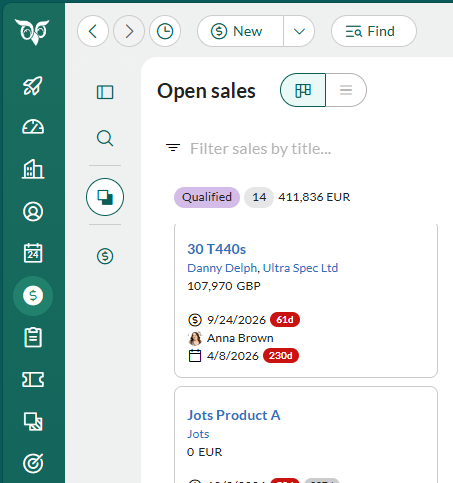 New
Find
Open sales
Filter sales by title...
Qualified 14 411,836 EUR
30 T440s
Danny Delph, Ultra Spec Ltd
107,970 GBP
9/24/2026 61d
Anna Brown
4/8/2026 230d
24
Jots Product A
Jots
0 EUR